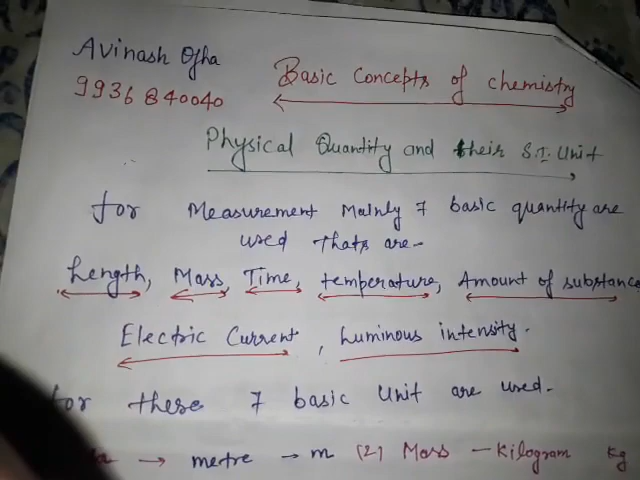 Avinash Ojha
9936840040
Basic Concepts of chemistry
Physical Quantity and their S.I. Unit
for Measurement Mainly 7 basic quantity are
used thats are-
Length, Mass, Time, temperature, Amount of substance
Electric Current, Luminous intensity.
for these 7 basic Unit are used.
→ metre → m (2) Mass - Kilogram kg